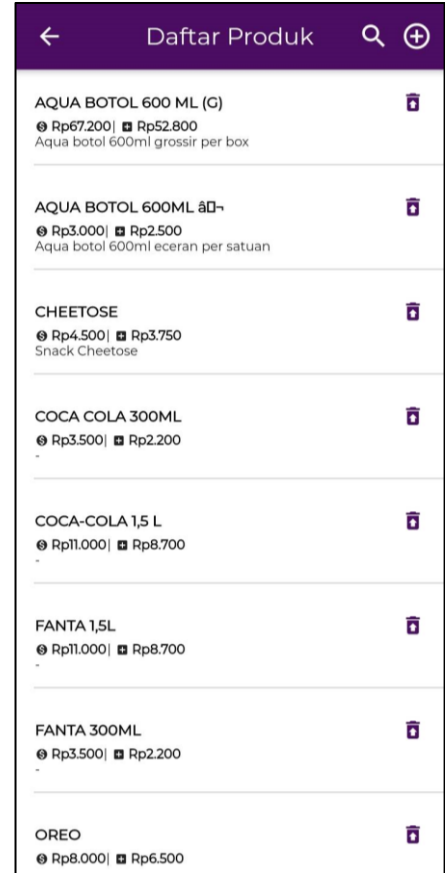 Daftar Produk
AQUA BOTOL 600 ML (G)
Rp67.200| Rp52.800
Aqua botol 600ml grossir per box
AQUA BOTOL 600ML â□¬
Rp3.000| Rp2.500
Aqua botol 600ml eceran per satuan
CHEETOSE
Rp4.500| Rp3.750
Snack Cheetose
COCA COLA 300ML
Rp3.500| Rp2.200
-
COCA-COLA 1,5 L
Rp11.000| Rp8.700
-
FANTA 1,5L
Rp11.000| Rp8.700
-
FANTA 300ML
Rp3.500| Rp2.200
-
OREO
Rp8.000| Rp6.500